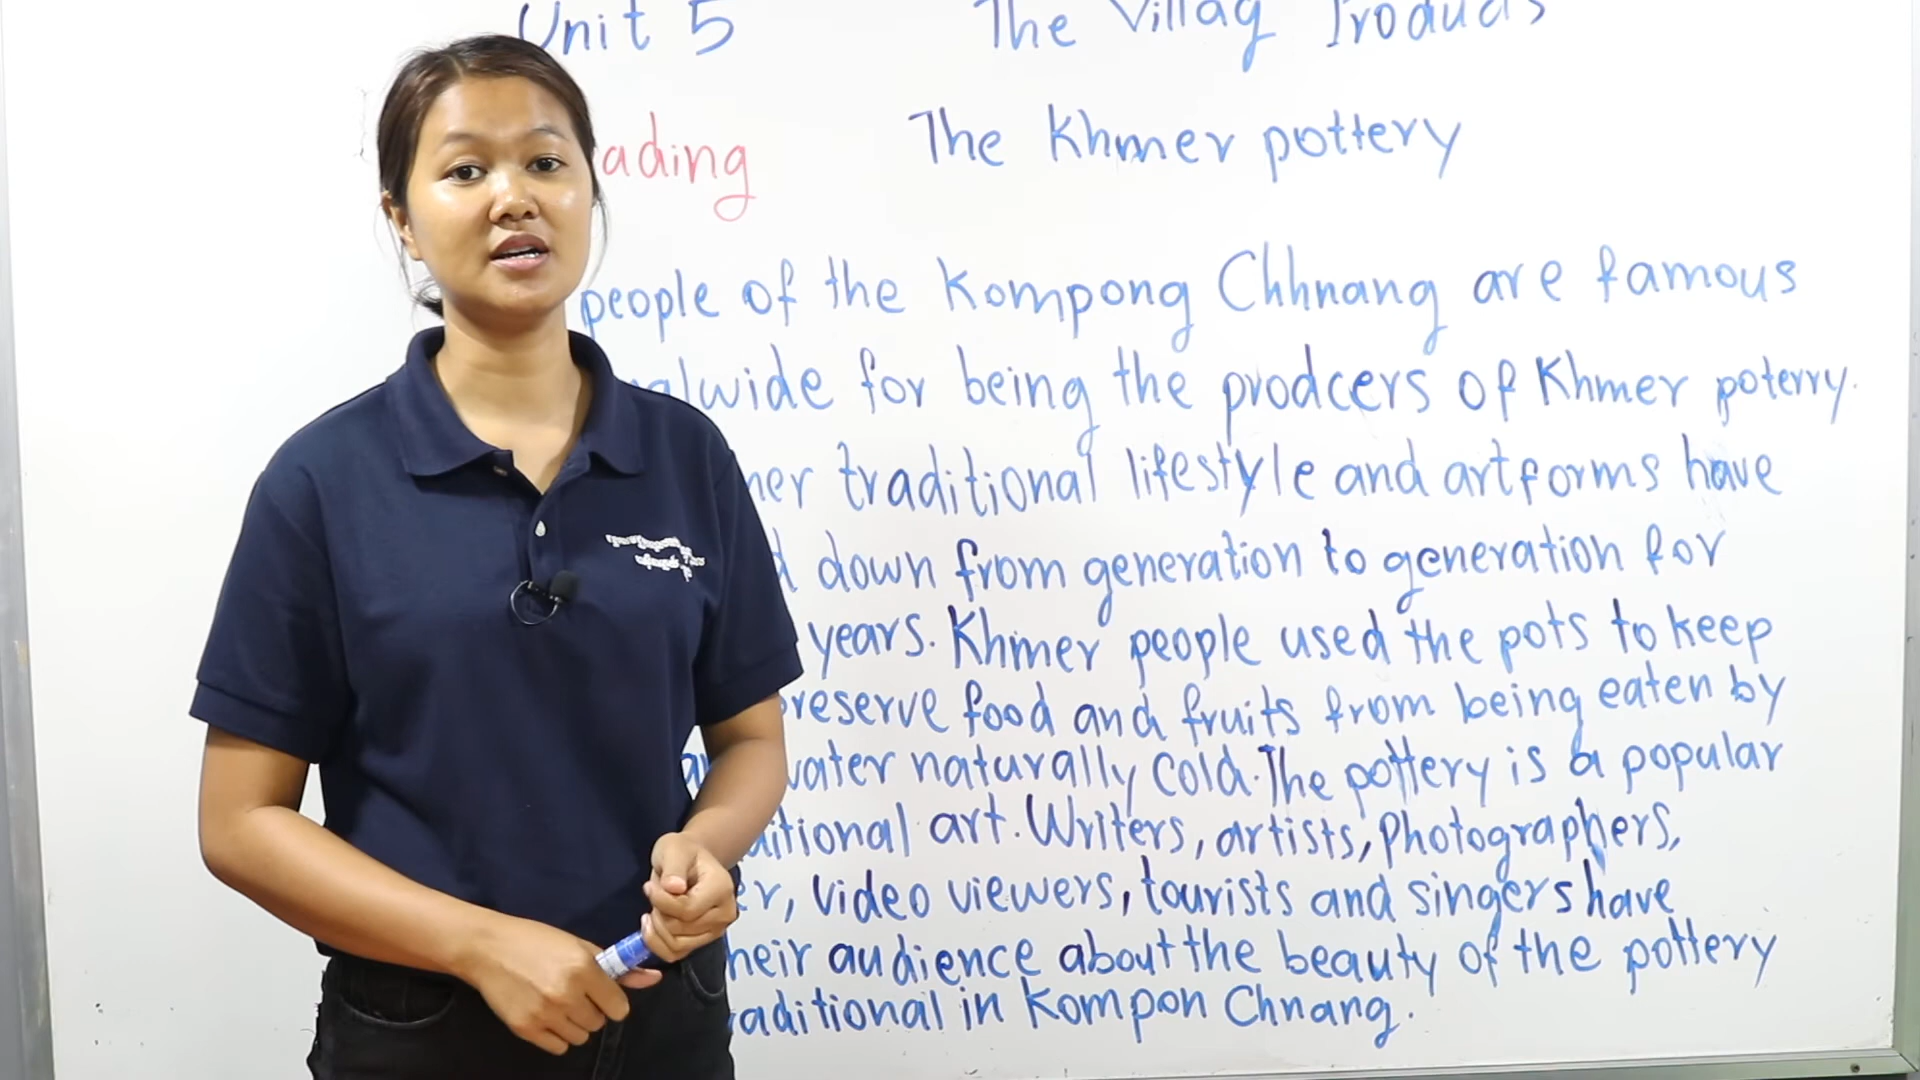 Unit 5 The Villag Products
ading The Khmer pottery
people of the Kompong Chhnang are famous
alwide for being the prodcers of Khmer poterry.
ner traditional lifestyle and artforms have
d down from generation to generation for
years. Khmer people used the pots to keep
reserve food and fruits from being eaten by
an water naturally cold. The pottery is a popular
ditional art. Writers, artists, photographers,
er, video viewers, tourists and singers have
heir audience about the beauty of the pottery
raditional in Kompon Chnang.